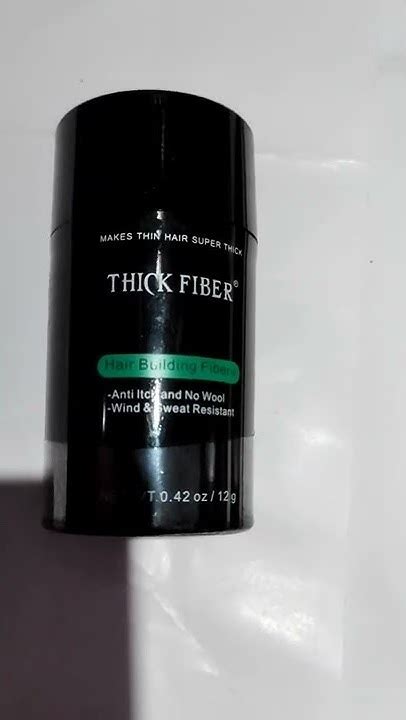 MAKES THIN HAIR SUPER THICK
THICK FIBER®
Hair Building Fibers
-Anti Itch and No Wool
-Wind & Sweat Resistant
T.0.42 oz / 12 g